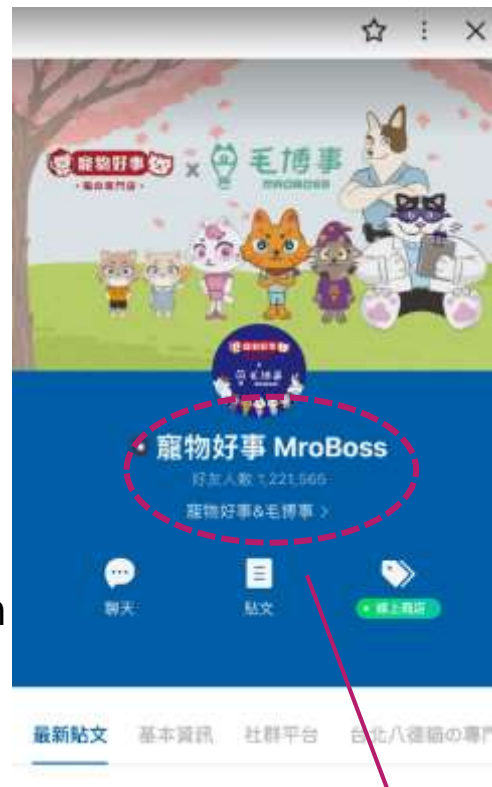 寵物好事
x
毛博事
MROBOSS
寵物好事 MroBoss
好友人數 1,221,565
寵物好事&毛博事 >
聊天
貼文
線上商店
最新貼文
基本資訊
社群平台
台北八德貓の專門